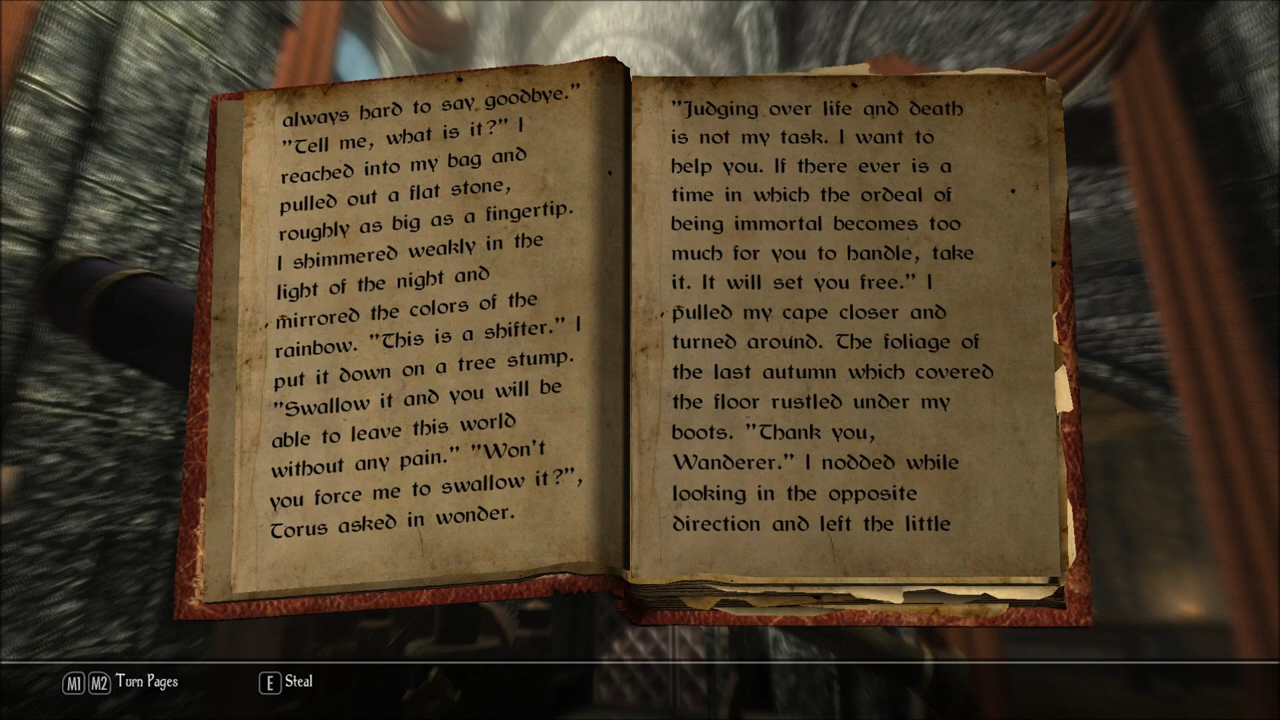 always hard to say goodbye."
"Tell me, what is it?" I
reached into my bag and
pulled out a flat stone,
roughly as big as a fingertip.
I shimmered weakly in the
light of the night and
mirrored the colors of the
rainbow. "This is a shifter." I
put it down on a tree stump.
"Swallow it and you will be
able to leave this world
without any pain." "Won't
you force me to swallow it?",
Torus asked in wonder.
"Judging over life and death
is not my task. I want to
help you. If there ever is a
time in which the ordeal of
being immortal becomes too
much for you to handle, take
it. It will set you free." I
pulled my cape closer and
turned around. The foliage of
the last autumn which covered
the floor rustled under my
boots. "Thank you,
Wanderer." I nodded while
looking in the opposite
direction and left the little
M1 M2 Turn Pages
E Steal